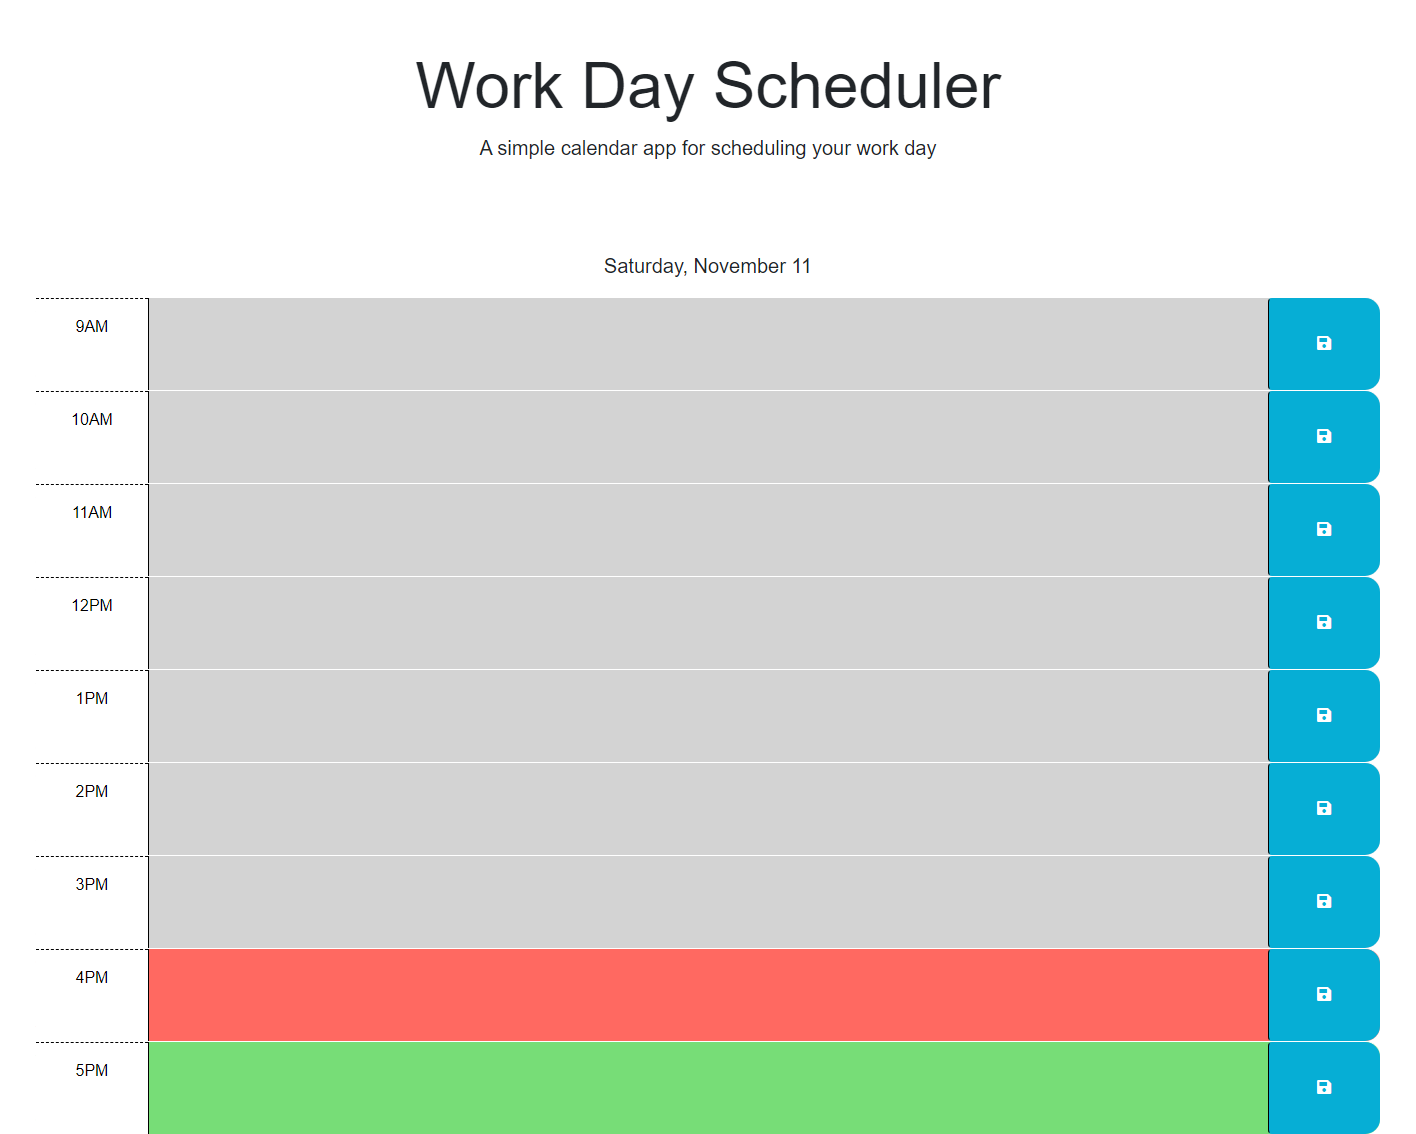 Work Day Scheduler
A simple calendar app for scheduling your work day
Saturday, November 11
9AM
10AM
11AM
12PM
1PM
2PM
3PM
4PM
5PM